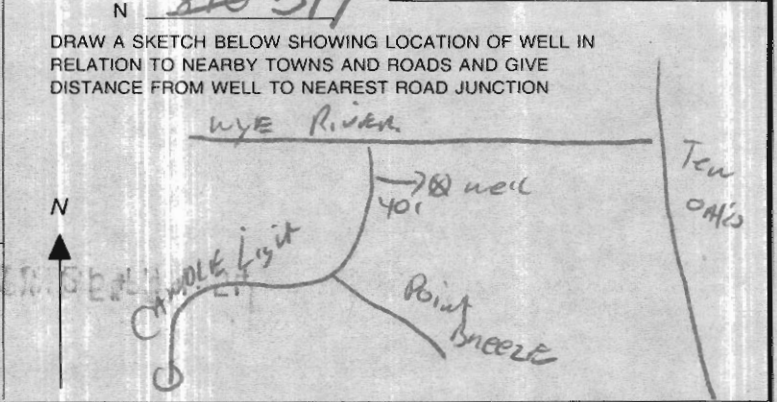 N
DRAW A SKETCH BELOW SHOWING LOCATION OF WELL IN
RELATION TO NEARBY TOWNS AND ROADS AND GIVE
DISTANCE FROM WELL TO NEAREST ROAD JUNCTION
WYE RIVER
Ten
OAKS
40' well
N
CANDLE Light
Point
BREEZE